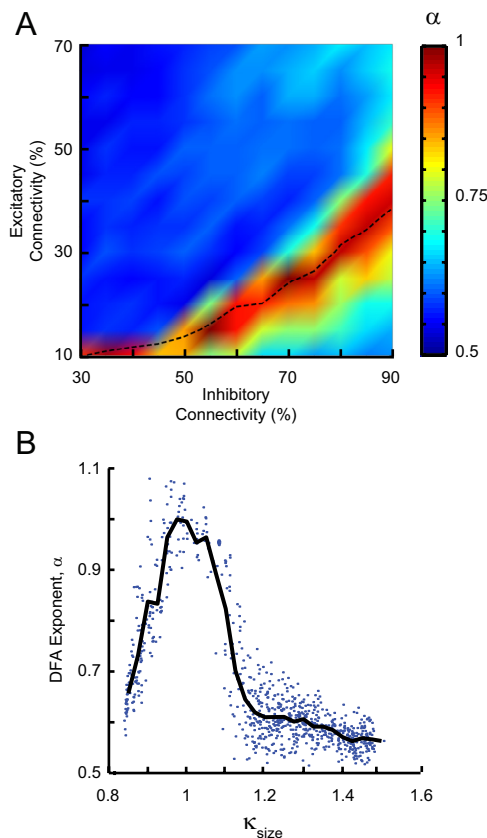 A
α
70
50
30
10
Excitatory
Connectivity (%)
30
50
70
90
Inhibitory
Connectivity (%)
1
0.75
0.5
B
1.1
0.9
0.7
0.5
DFA Exponent, α
0.8
1
1.2
1.4
1.6
κsize